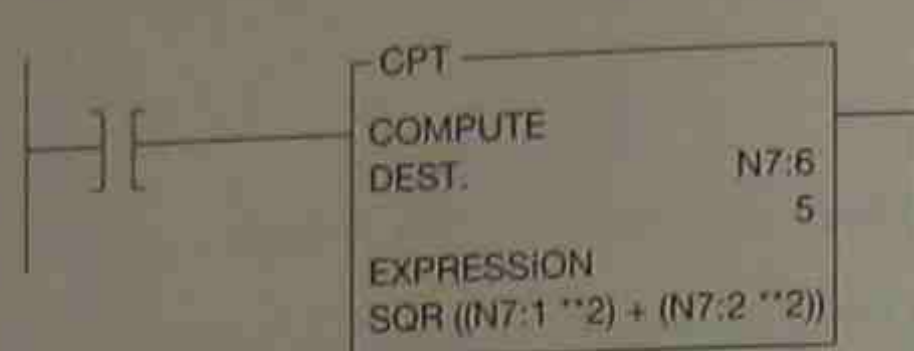 CPT
COMPUTE
DEST. N7:6
5
EXPRESSION
SQR ((N7:1 **2) + (N7:2 **2))